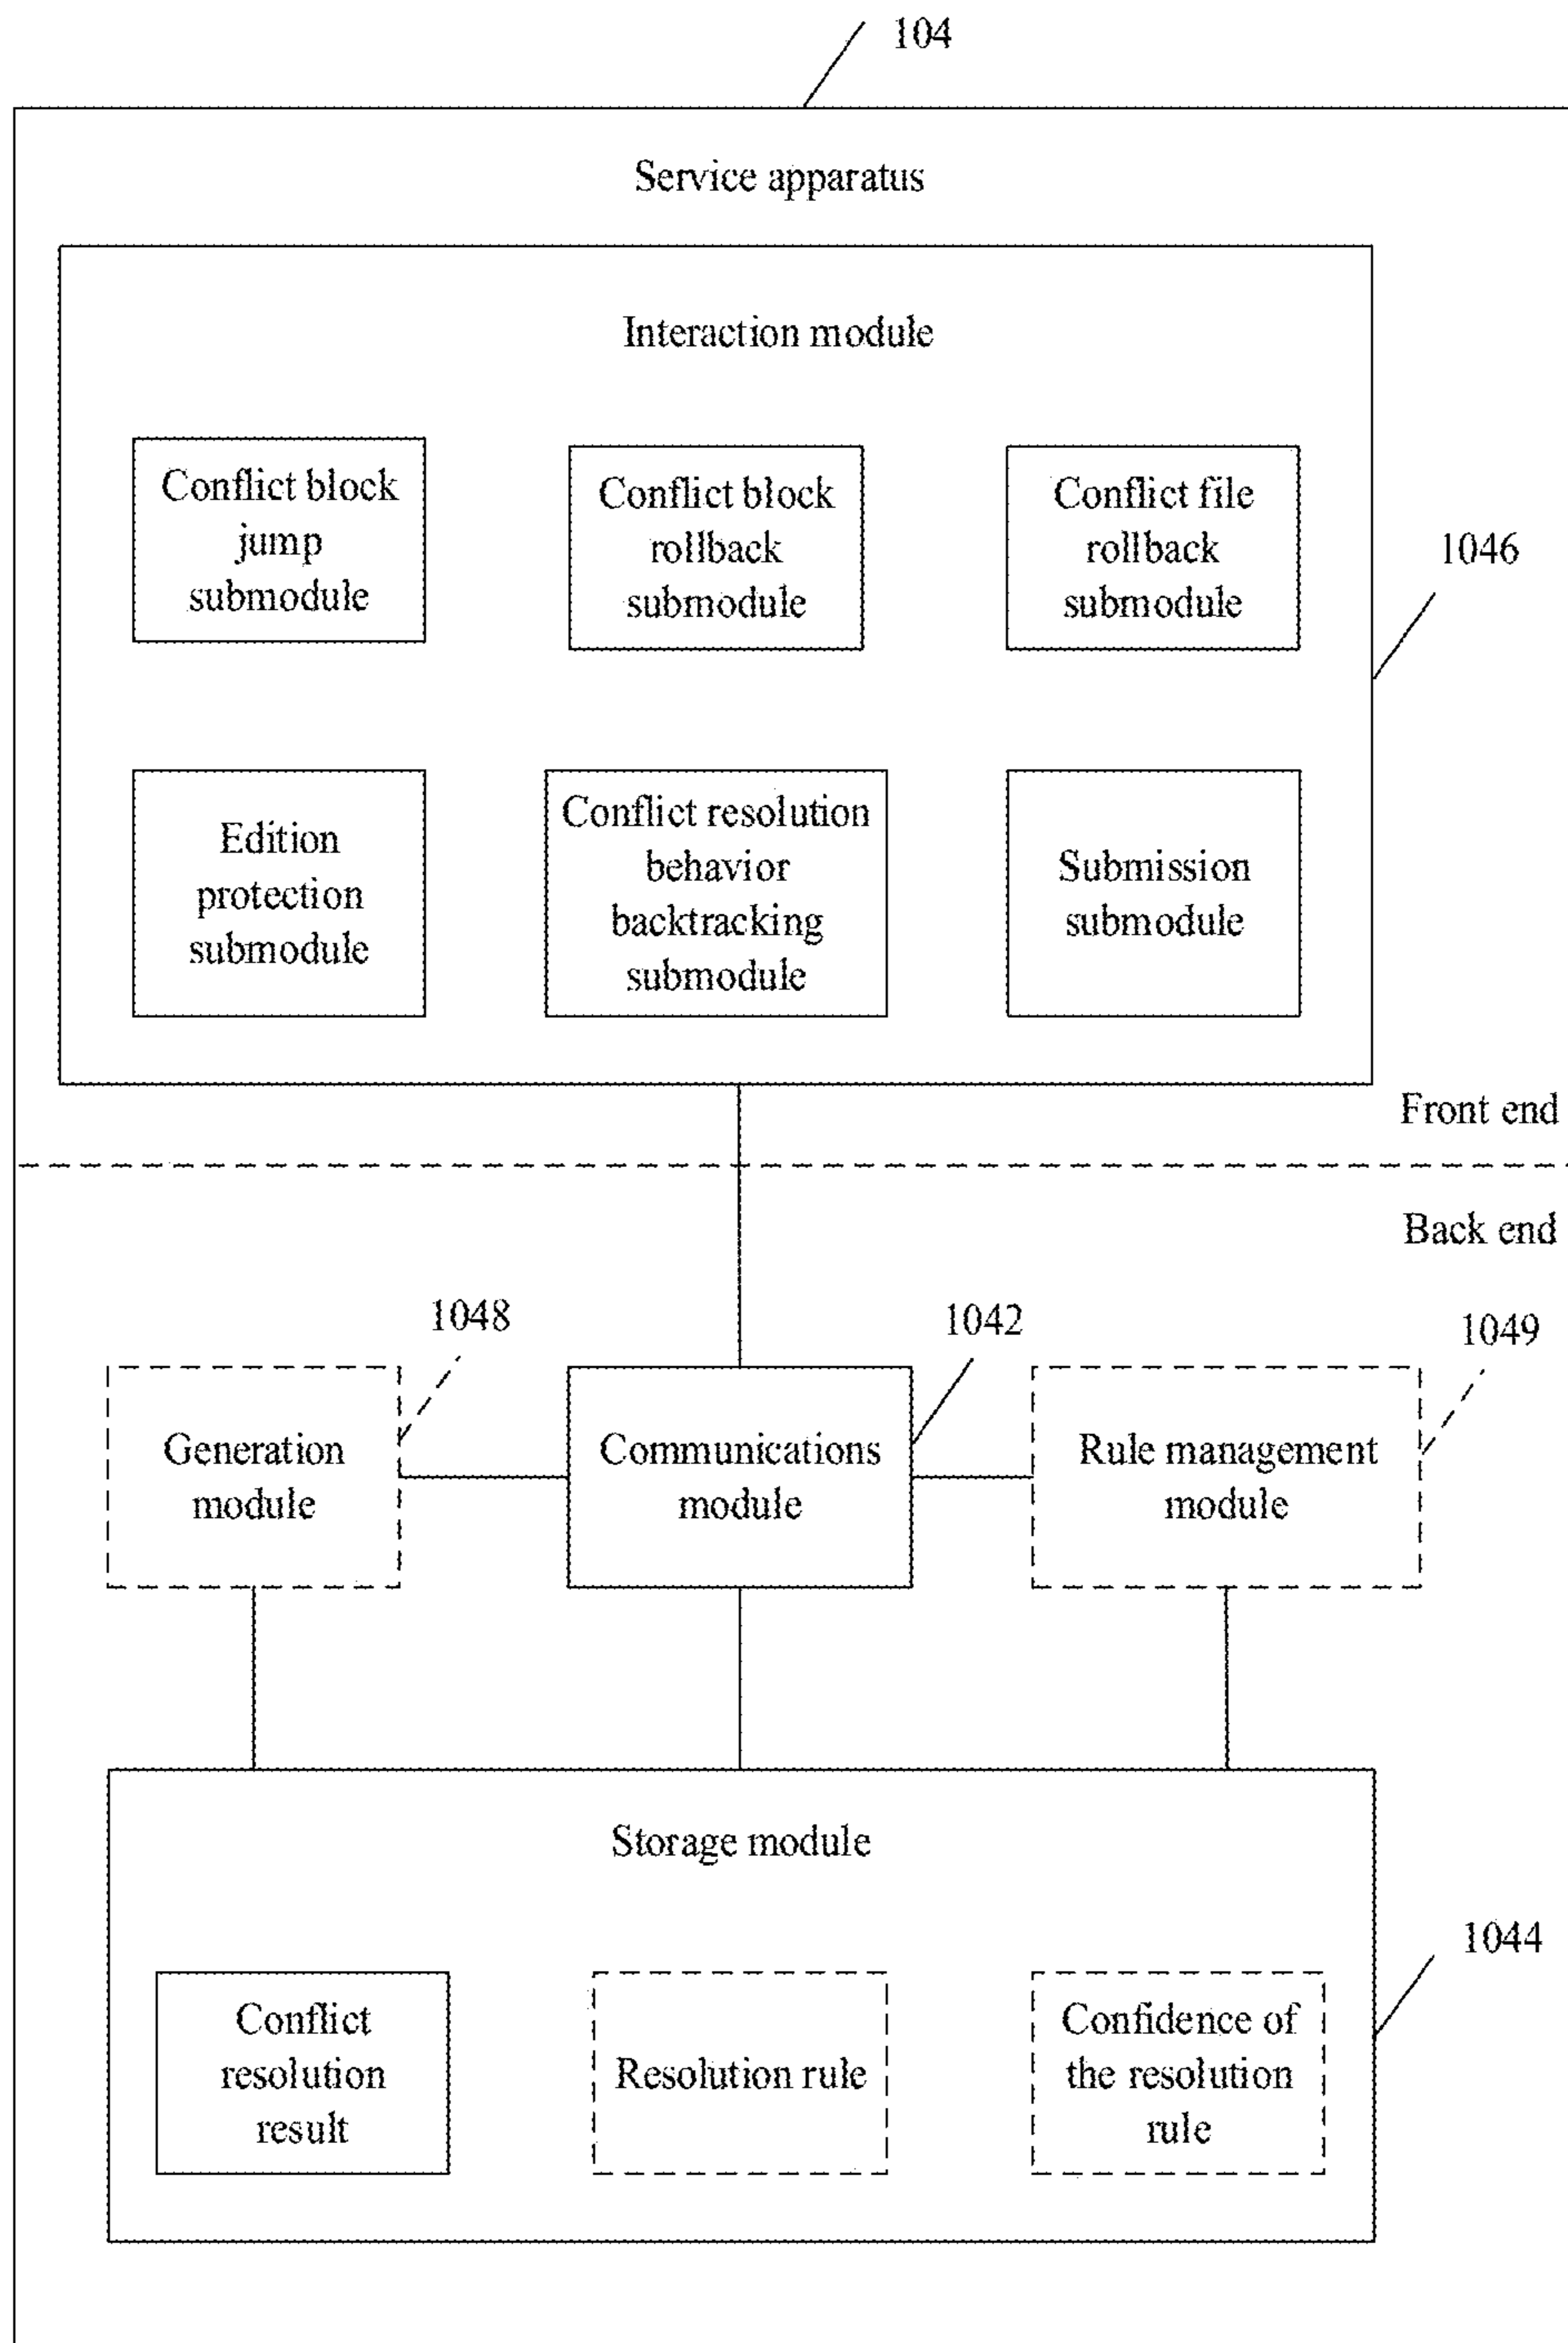 104
Service apparatus
Interaction module
Conflict block
jump
submodule
Conflict block
rollback
submodule
Conflict file
rollback
submodule
1046
Edition
protection
submodule
Conflict resolution
behavior
backtracking
submodule
Submission
submodule
Front end
Back end
1048
1042
1049
Generation
module
Communications
module
Rule management
module
Storage module
1044
Conflict
resolution
result
Resolution rule
Confidence of
the resolution
rule